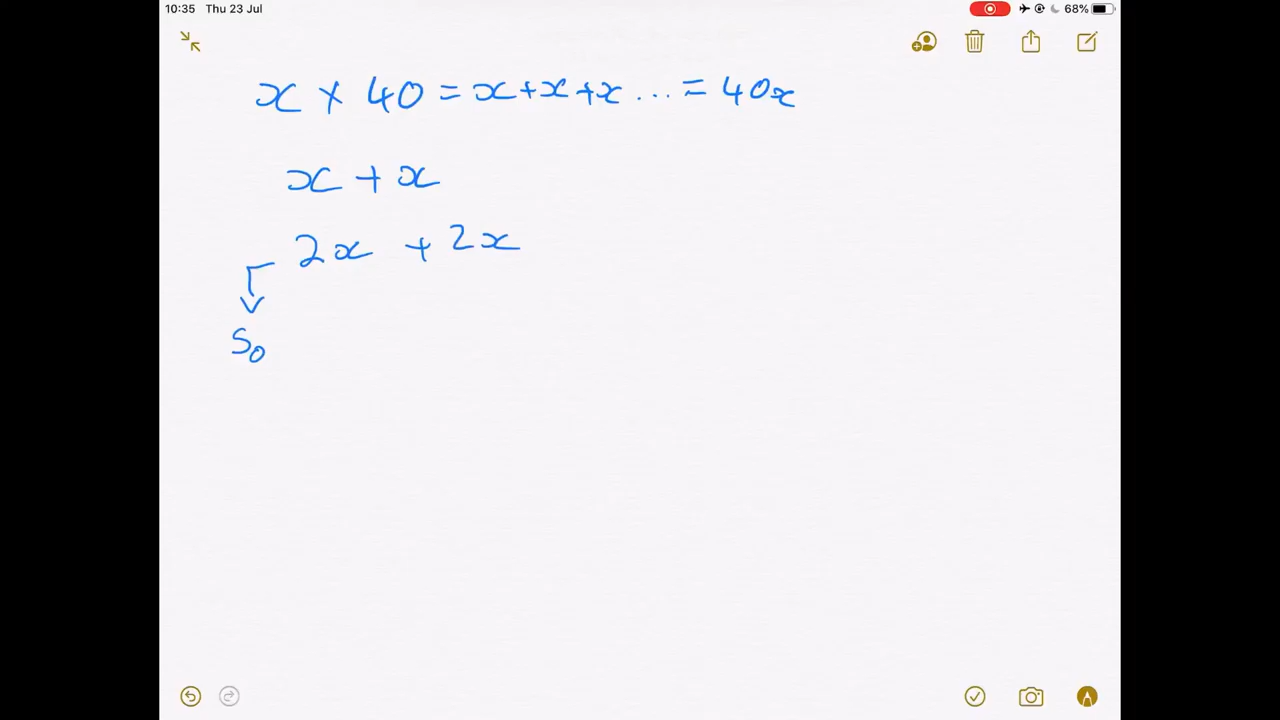 10:35 Thu 23 Jul 68%
x × 40 = x+x+x ... = 40x
x + x
2x + 2x
So